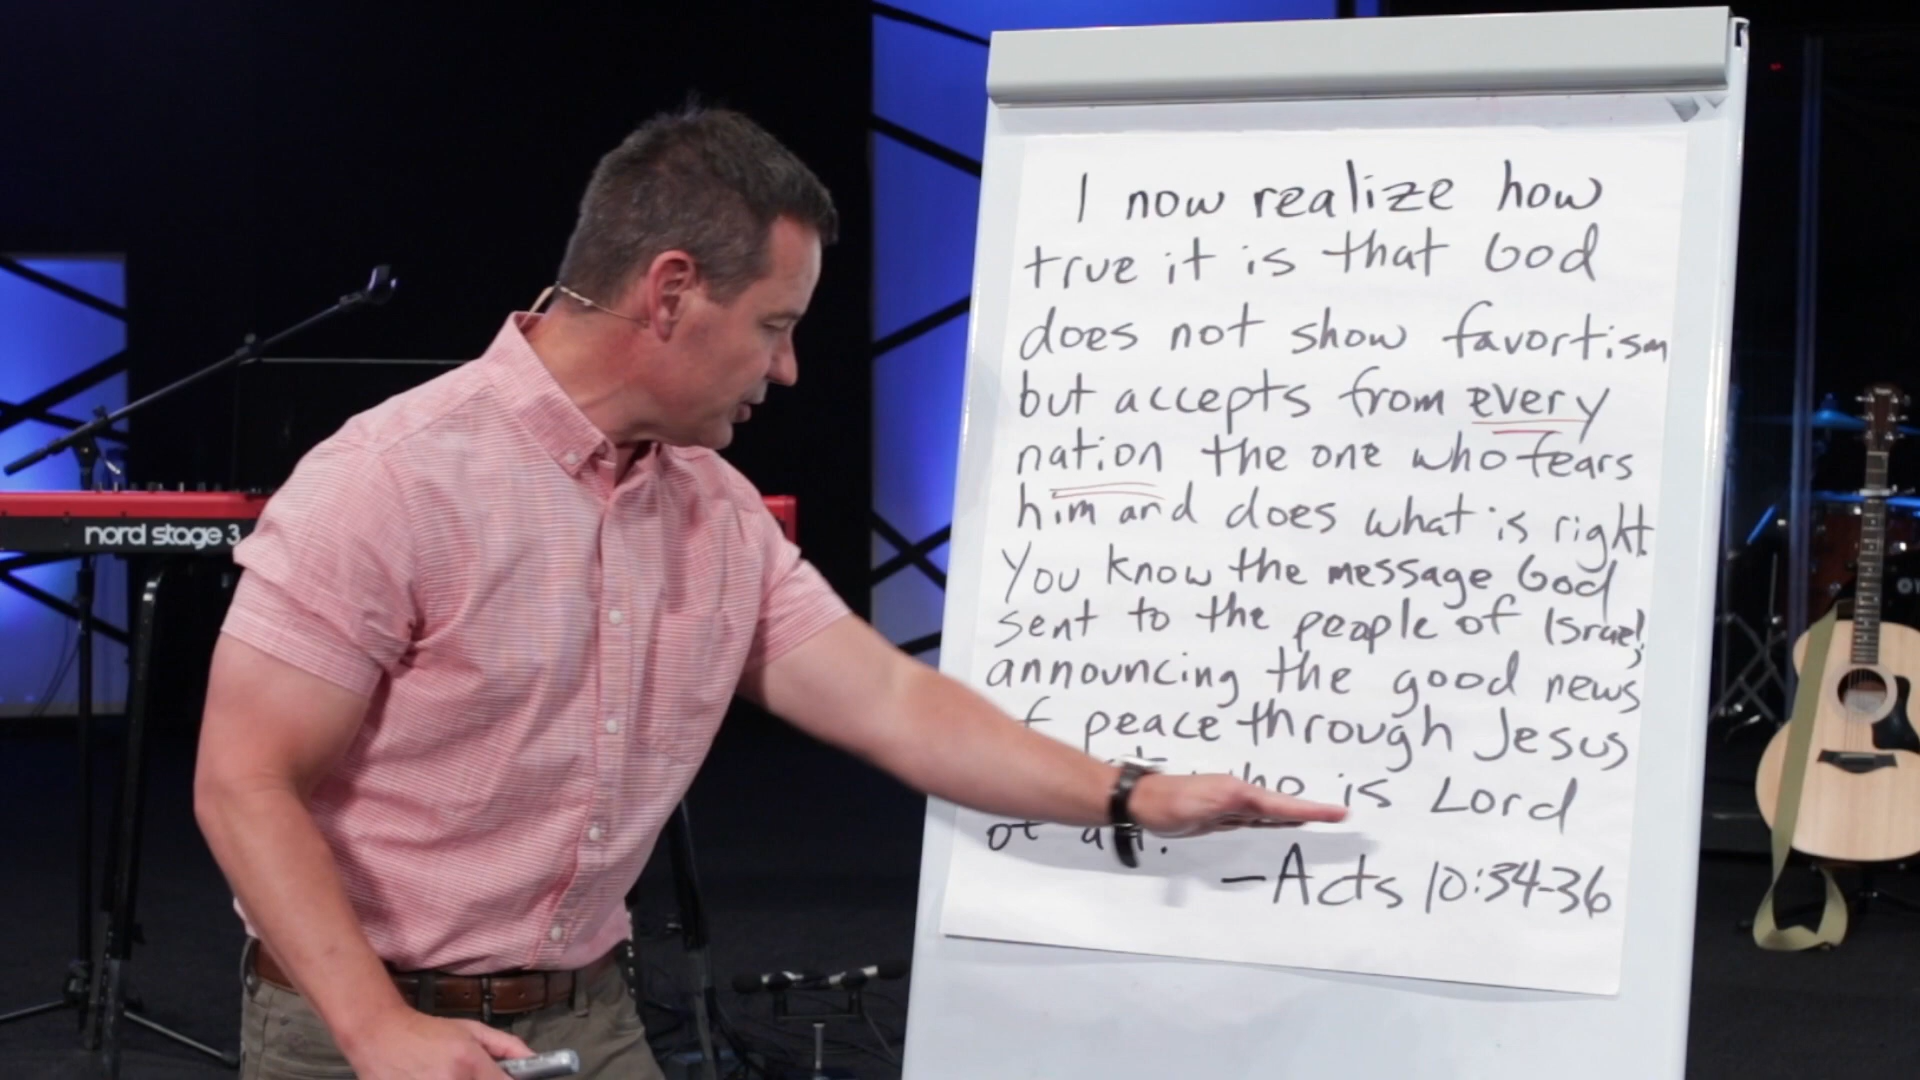 nord stage 3
I now realize how
true it is that God
does not show favortism
but accepts from every
nation the one who fears
him and does what is right.
You know the message God
sent to the people of Israel,
announcing the good news
peace through Jesus
is Lord
-Acts 10:34-36